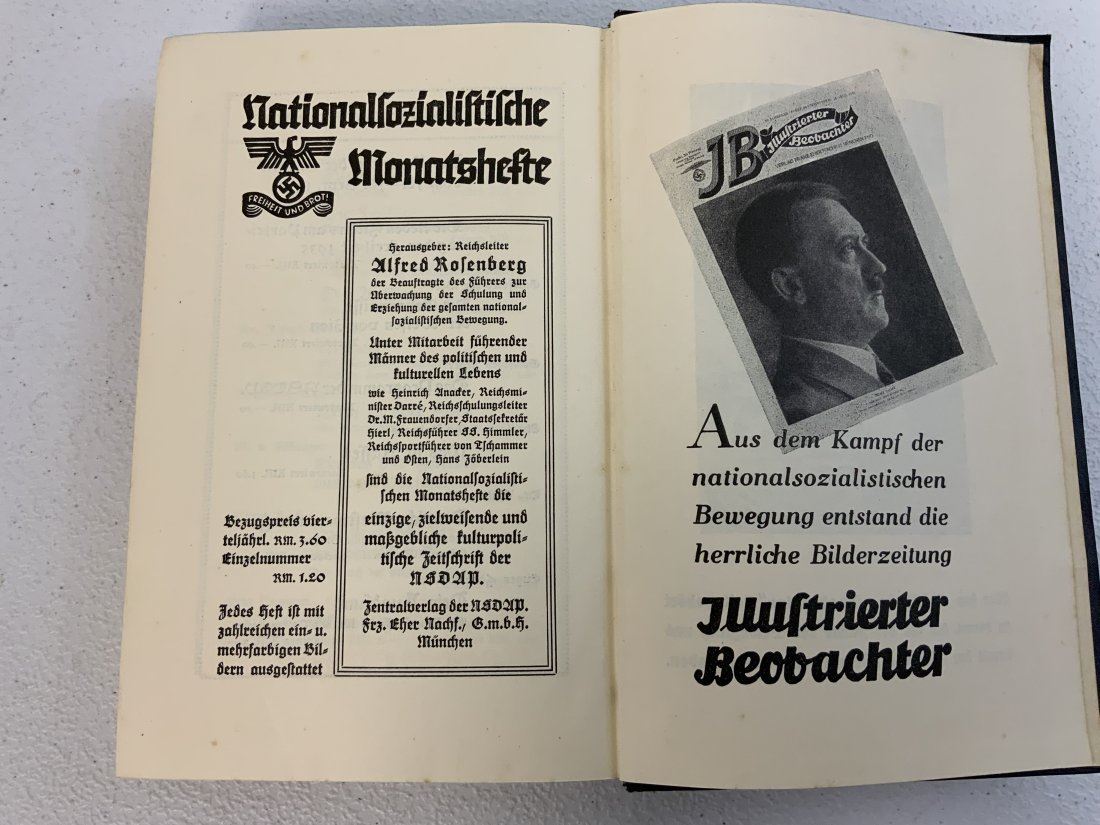 Nationalsozialistische
Monatshefte
FREIHEIT UND BROT!
Herausgeber: Reichsleiter
Alfred Rosenberg
der Beauftragte des Führers zur
Überwachung der Schulung und
Erziehung der gesamten national-
sozialistischen Bewegung.
Unter Mitarbeit führender
Männer des politischen und
kulturellen Lebens
wie Heinrich Anacker, Reichsmi-
nister Darré, Reichsschulungsleiter
Dr. M. Frauendorfer, Staatssekretär
Hierl, Reichsführer SS. Himmler,
Reichssportführer von Tschammer
und Osten, Hans Zöberlein
sind die Nationalsozialisti-
schen Monatshefte die
einzige, zielweisende und
maßgebliche kulturpoli-
tische Zeitschrift der
NSDAP.
Zentralverlag der NSDAP.
Frz. Eher Nachf., G.m.b.H.
München
Bezugspreis vier-
teljährl. RM. 3.60
Einzelnummer
RM. 1.20
Jedes Heft ist mit
zahlreichen ein- u.
mehrfarbigen Bil-
dern ausgestattet
JB
Illustrierter
Beobachter
Aus dem Kampf der
nationalsozialistischen
Bewegung entstand die
herrliche Bilderzeitung
Illustrierter
Beobachter